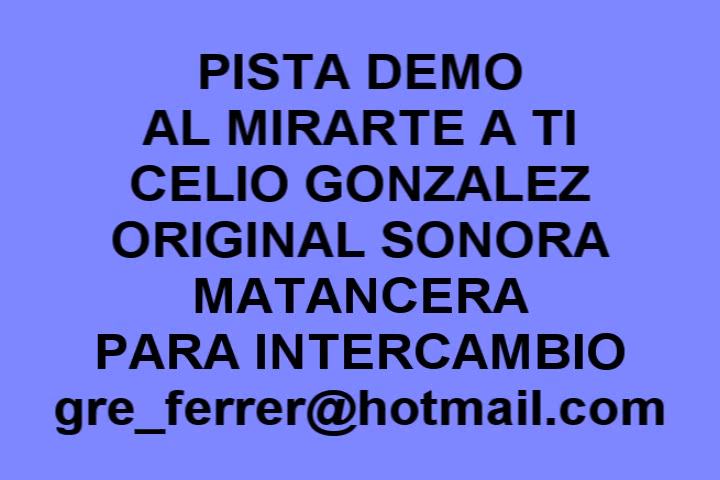 PISTA DEMO
AL MIRARTE A TI
CELIO GONZALEZ
ORIGINAL SONORA
MATANCERA
PARA INTERCAMBIO
gre_ferrer@hotmail.com